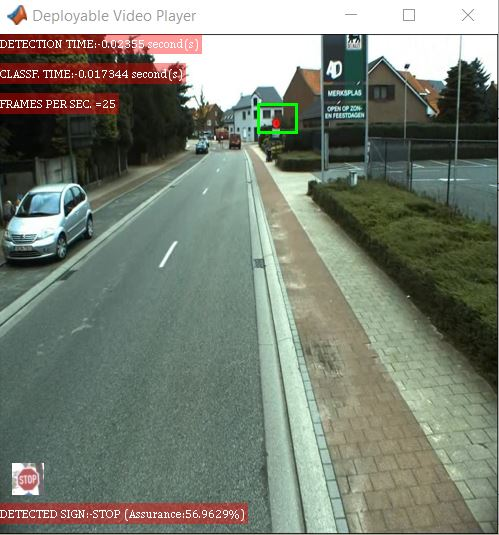 Deployable Video Player
DETECTION TIME:-0.02355 second(s)
CLASSF. TIME:-0.017344 second(s)
FRAMES PER SEC. =25
AD
MERKSPLAS
OPEN OP ZON-
EN FEESTDAGEN
STOP
DETECTED SIGN:-STOP (Assurance:56.9629%)